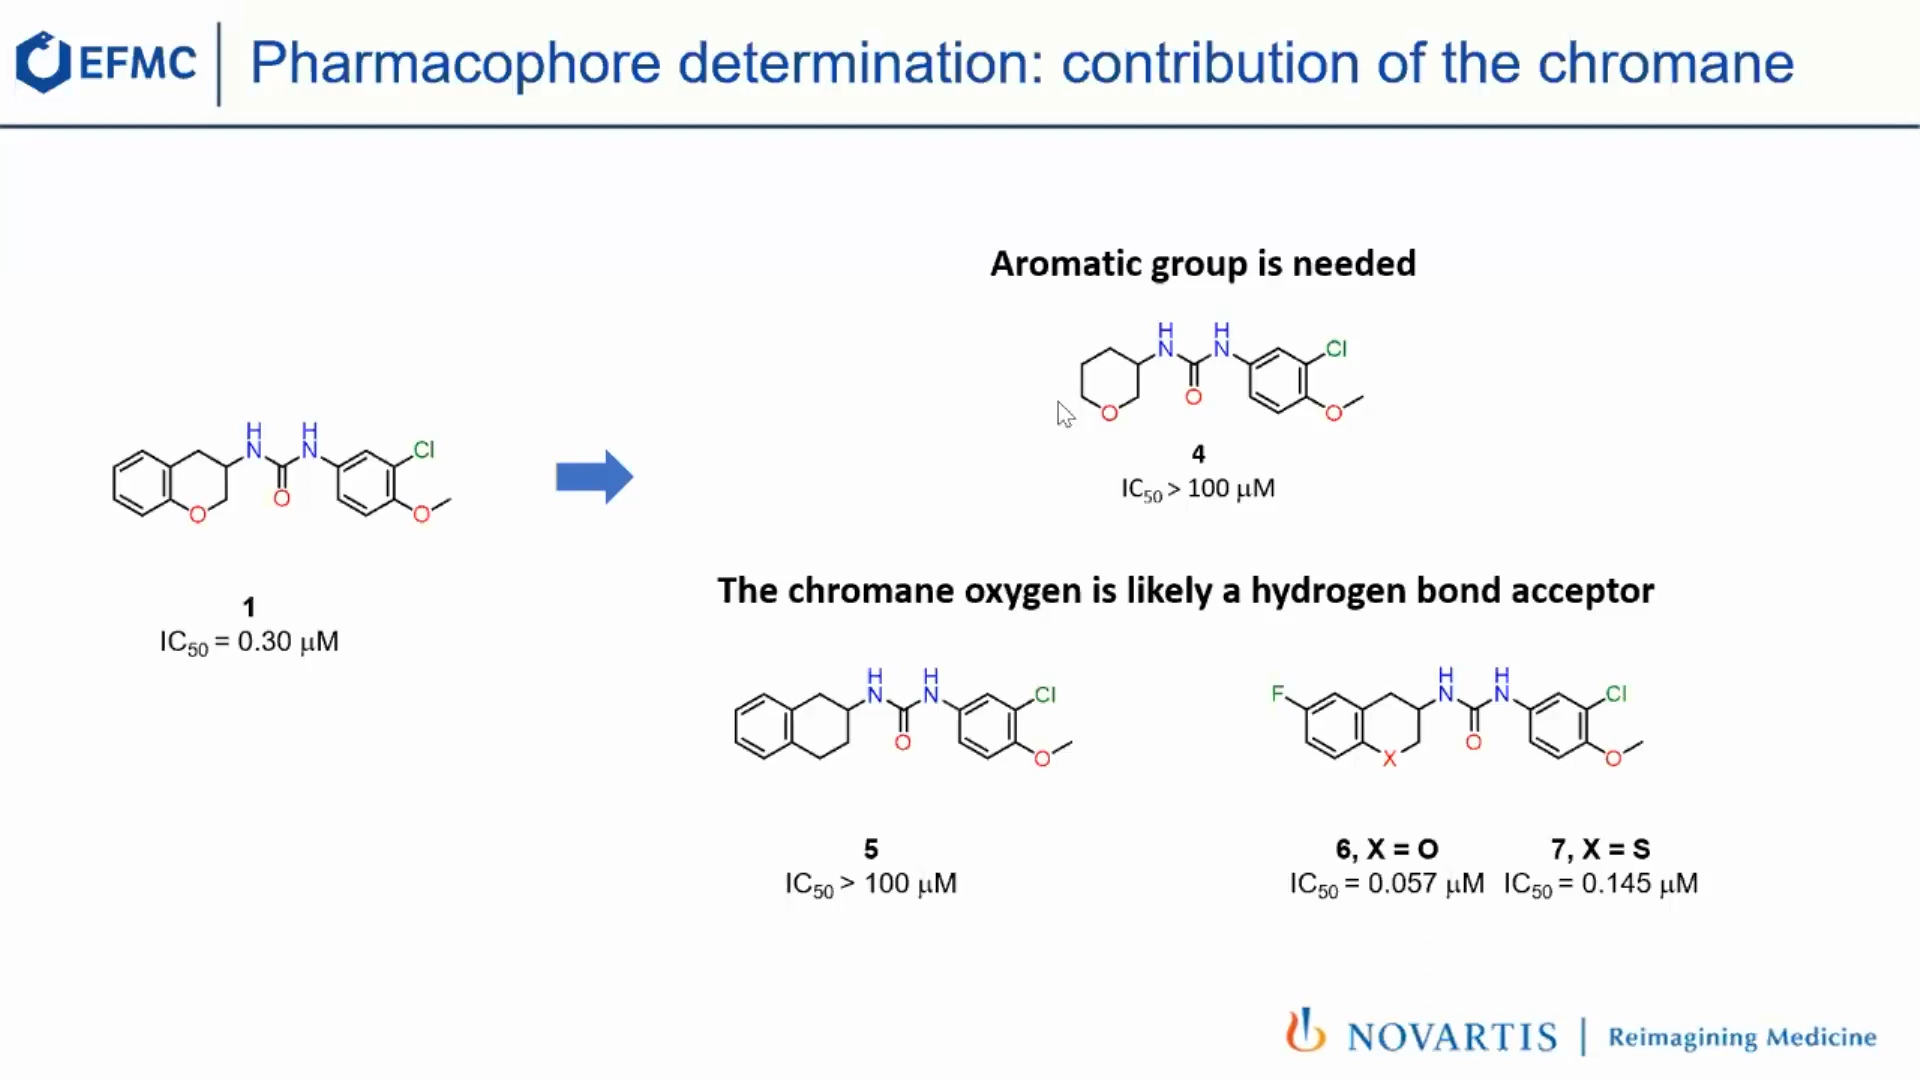 EFMC
Pharmacophore determination: contribution of the chromane
Aromatic group is needed
H
N
H
N
Cl
O
O
O
4
IC50 > 100 µM
H
N
H
N
Cl
O
O
O
1
IC50 = 0.30 µM
The chromane oxygen is likely a hydrogen bond acceptor
H
N
H
N
Cl
O
O
5
IC50 > 100 µM
F
H
N
H
N
Cl
O
X
O
6, X = O
IC50 = 0.057 µM
7, X = S
IC50 = 0.145 µM
NOVARTIS | Reimagining Medicine